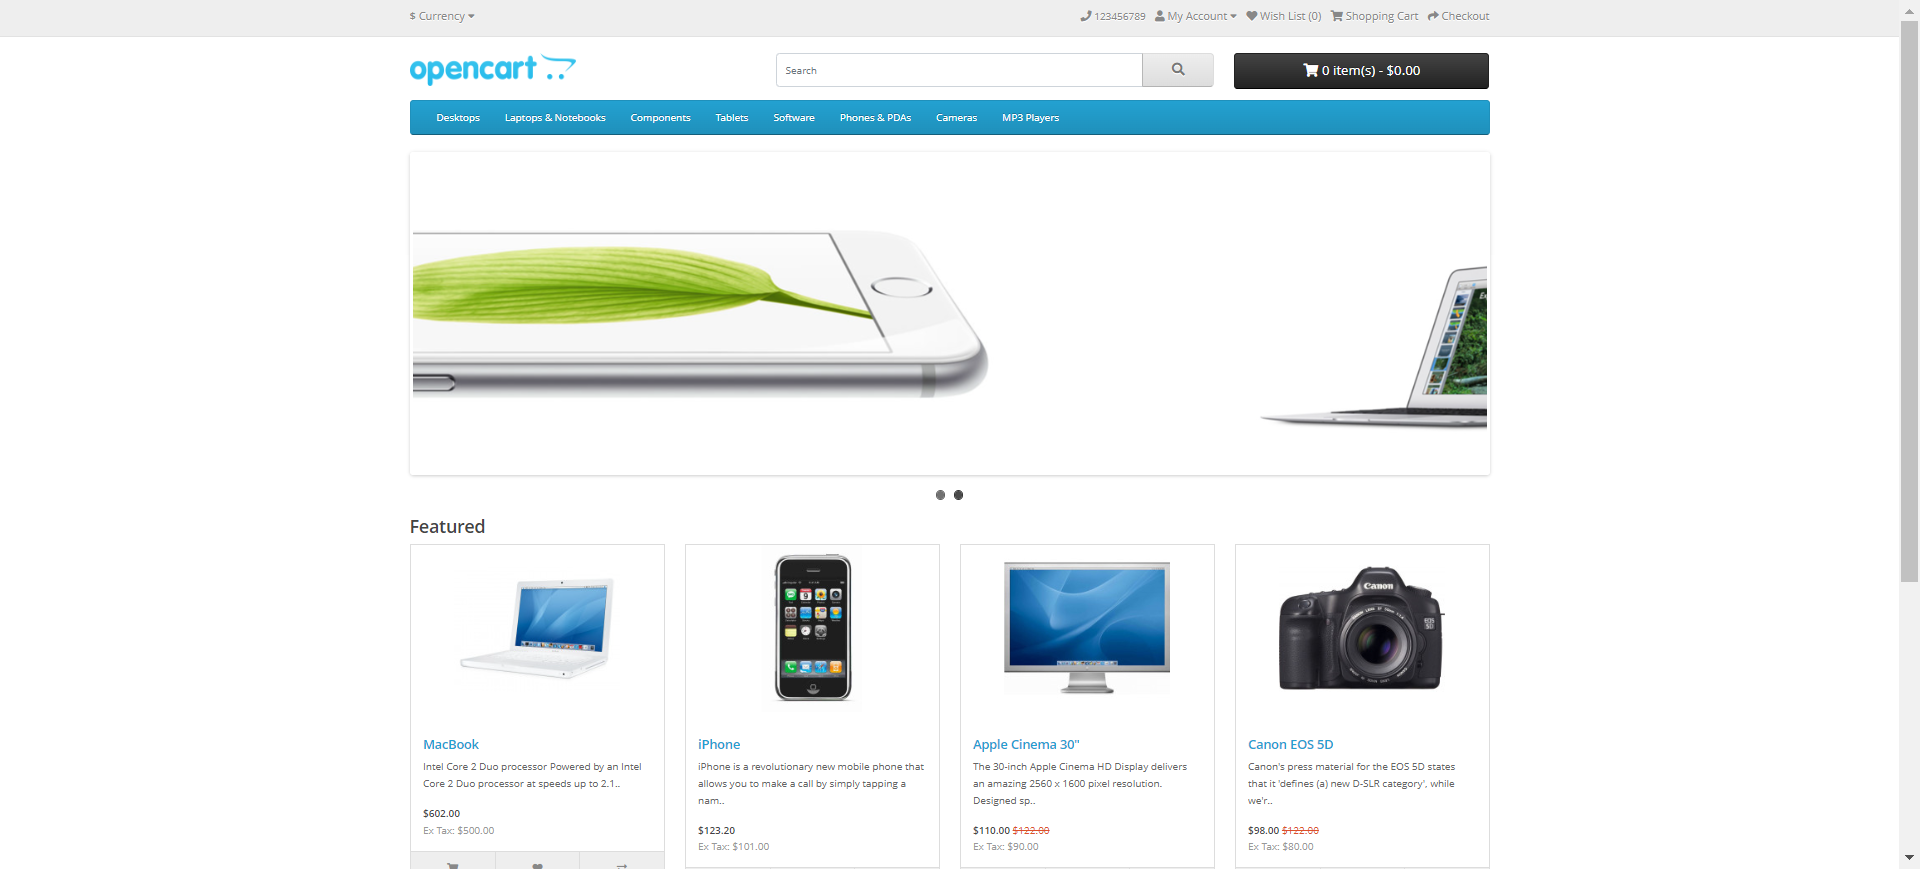 $ Currency
123456789 My Account Wish List (0) Shopping Cart Checkout
opencart
Search
0 item(s) - $0.00
Desktops Laptops & Notebooks Components Tablets Software Phones & PDAs Cameras MP3 Players
Featured
Canon
EOS
5D
MacBook
Intel Core 2 Duo processor Powered by an Intel
Core 2 Duo processor at speeds up to 2.1..
$602.00
Ex Tax: $500.00
iPhone
iPhone is a revolutionary new mobile phone that
allows you to make a call by simply tapping a
nam..
$123.20
Ex Tax: $101.00
Apple Cinema 30"
The 30-inch Apple Cinema HD Display delivers
an amazing 2560 x 1600 pixel resolution.
Designed sp..
$110.00 $122.00
Ex Tax: $90.00
Canon EOS 5D
Canon's press material for the EOS 5D states
that it 'defines (a) new D-SLR category', while
we'r..
$98.00 $122.00
Ex Tax: $80.00